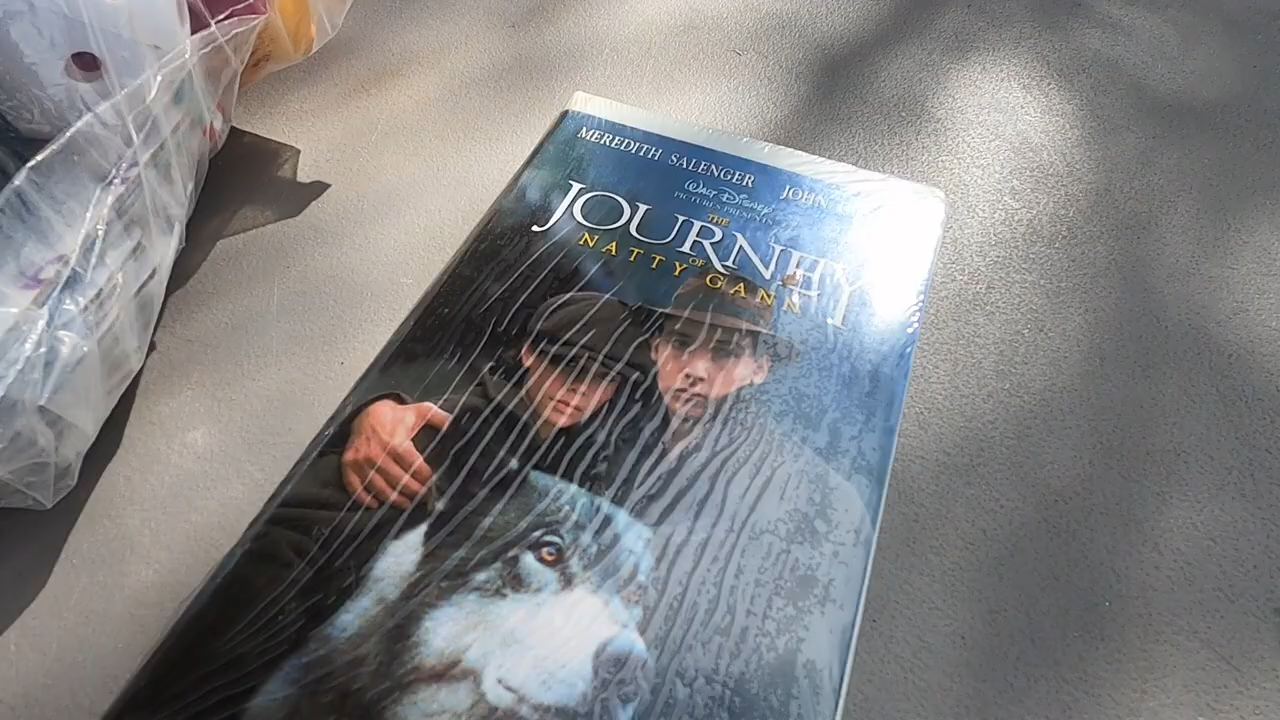 MEREDITH SALENGER JOHN
WALT DISNEY
PICTURES PRESENTS
THE
JOURNEY
OF
NATTY GANN